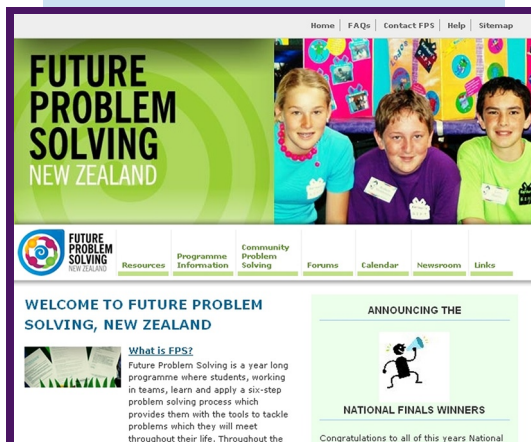 Home FAQs Contact FPS Help Sitemap
FUTURE
PROBLEM
SOLVING
NEW ZEALAND
FUTURE
PROBLEM
SOLVING
NEW ZEALAND
Resources
Programme
Information
Community
Problem
Solving
Forums
Calendar
Newsroom
Links
WELCOME TO FUTURE PROBLEM
SOLVING, NEW ZEALAND
What is FPS?
Future Problem Solving is a year long
programme where students, working
in teams, learn and apply a six-step
problem solving process which
provides them with the tools to tackle
problems which they will meet
throughout their life. Throughout the
ANNOUNCING THE
NATIONAL FINALS WINNERS
Congratulations to all of this years National